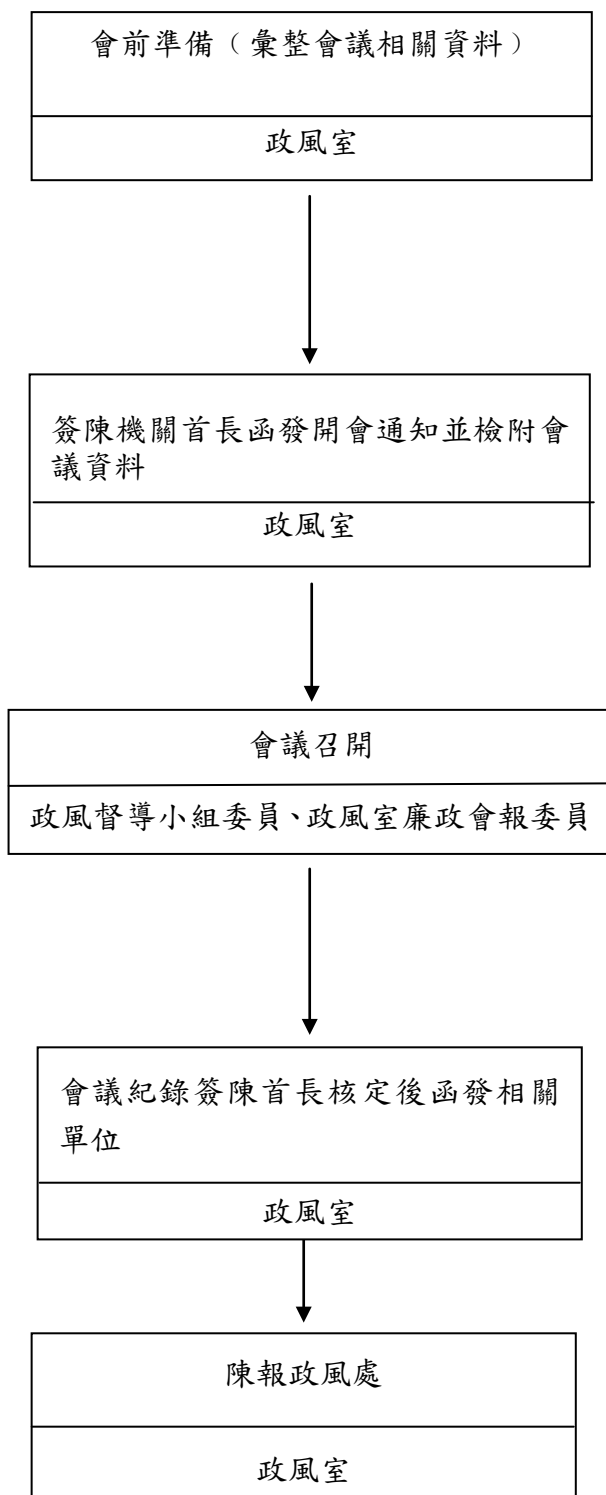 會前準備（彙整會議相關資料）
政風室
簽陳機關首長函發開會通知並檢附會
議資料
政風室
會議召開
政風督導小組委員、政風室廉政會報委員
會議紀錄簽陳首長核定後函發相關
單位
政風室
陳報政風處
政風室